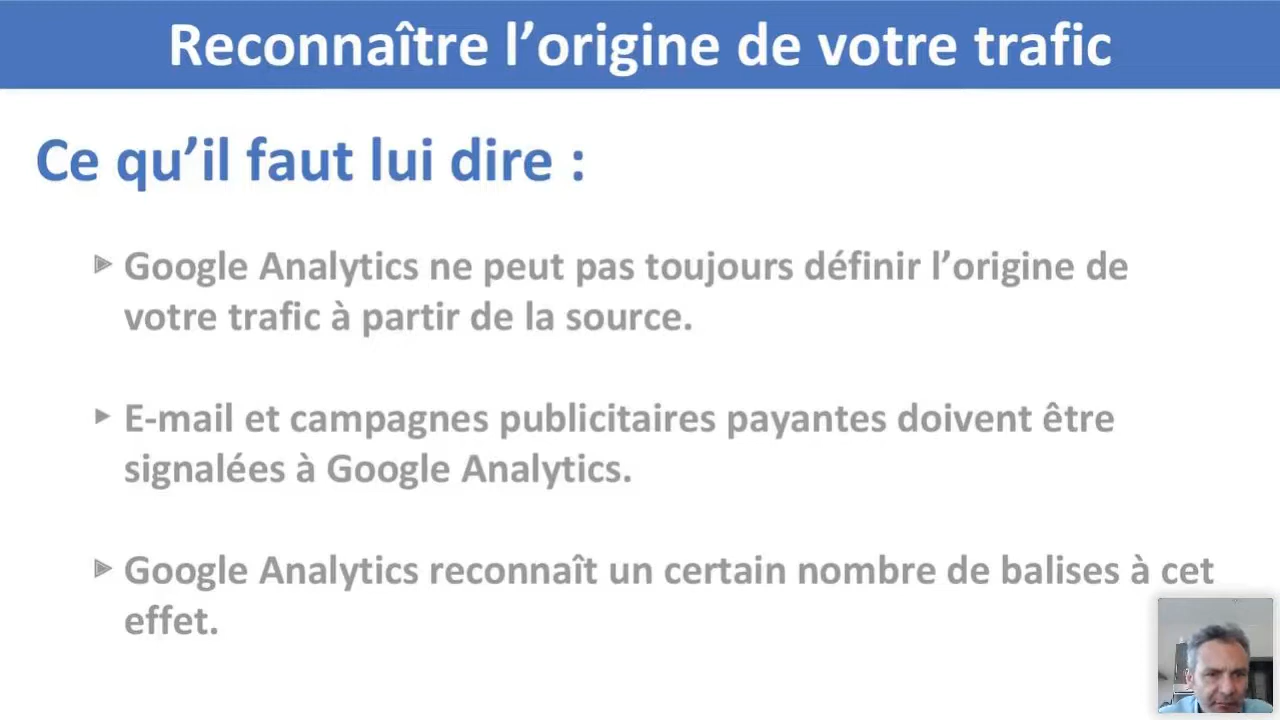 Reconnaître l’origine de votre trafic
Ce qu’il faut lui dire :
Google Analytics ne peut pas toujours définir l’origine de
votre trafic à partir de la source.
E-mail et campagnes publicitaires payantes doivent être
signalées à Google Analytics.
Google Analytics reconnaît un certain nombre de balises à cet
effet.